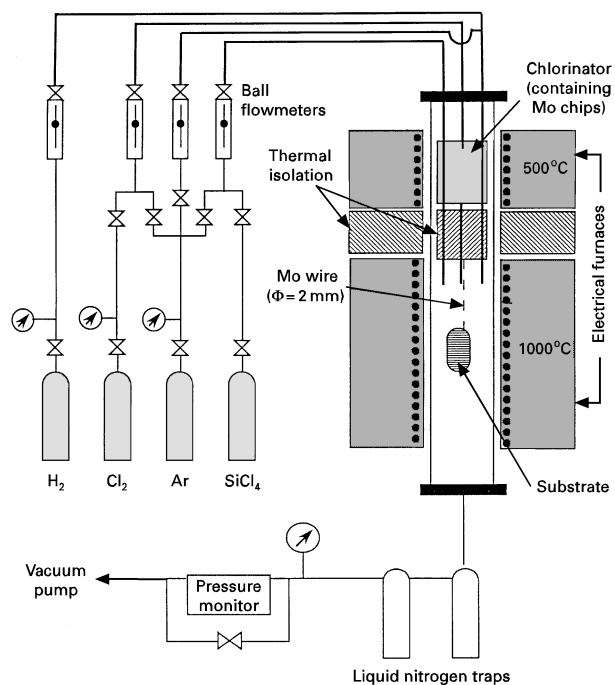 Ball
flowmeters
Chlorinator
(containing
Mo chips)
Thermal
isolation
500°C
Mo wire
(Φ = 2 mm)
1000°C
Electrical furnaces
H₂
Cl₂
Ar
SiCl₄
Substrate
Vacuum
pump
Pressure
monitor
Liquid nitrogen traps